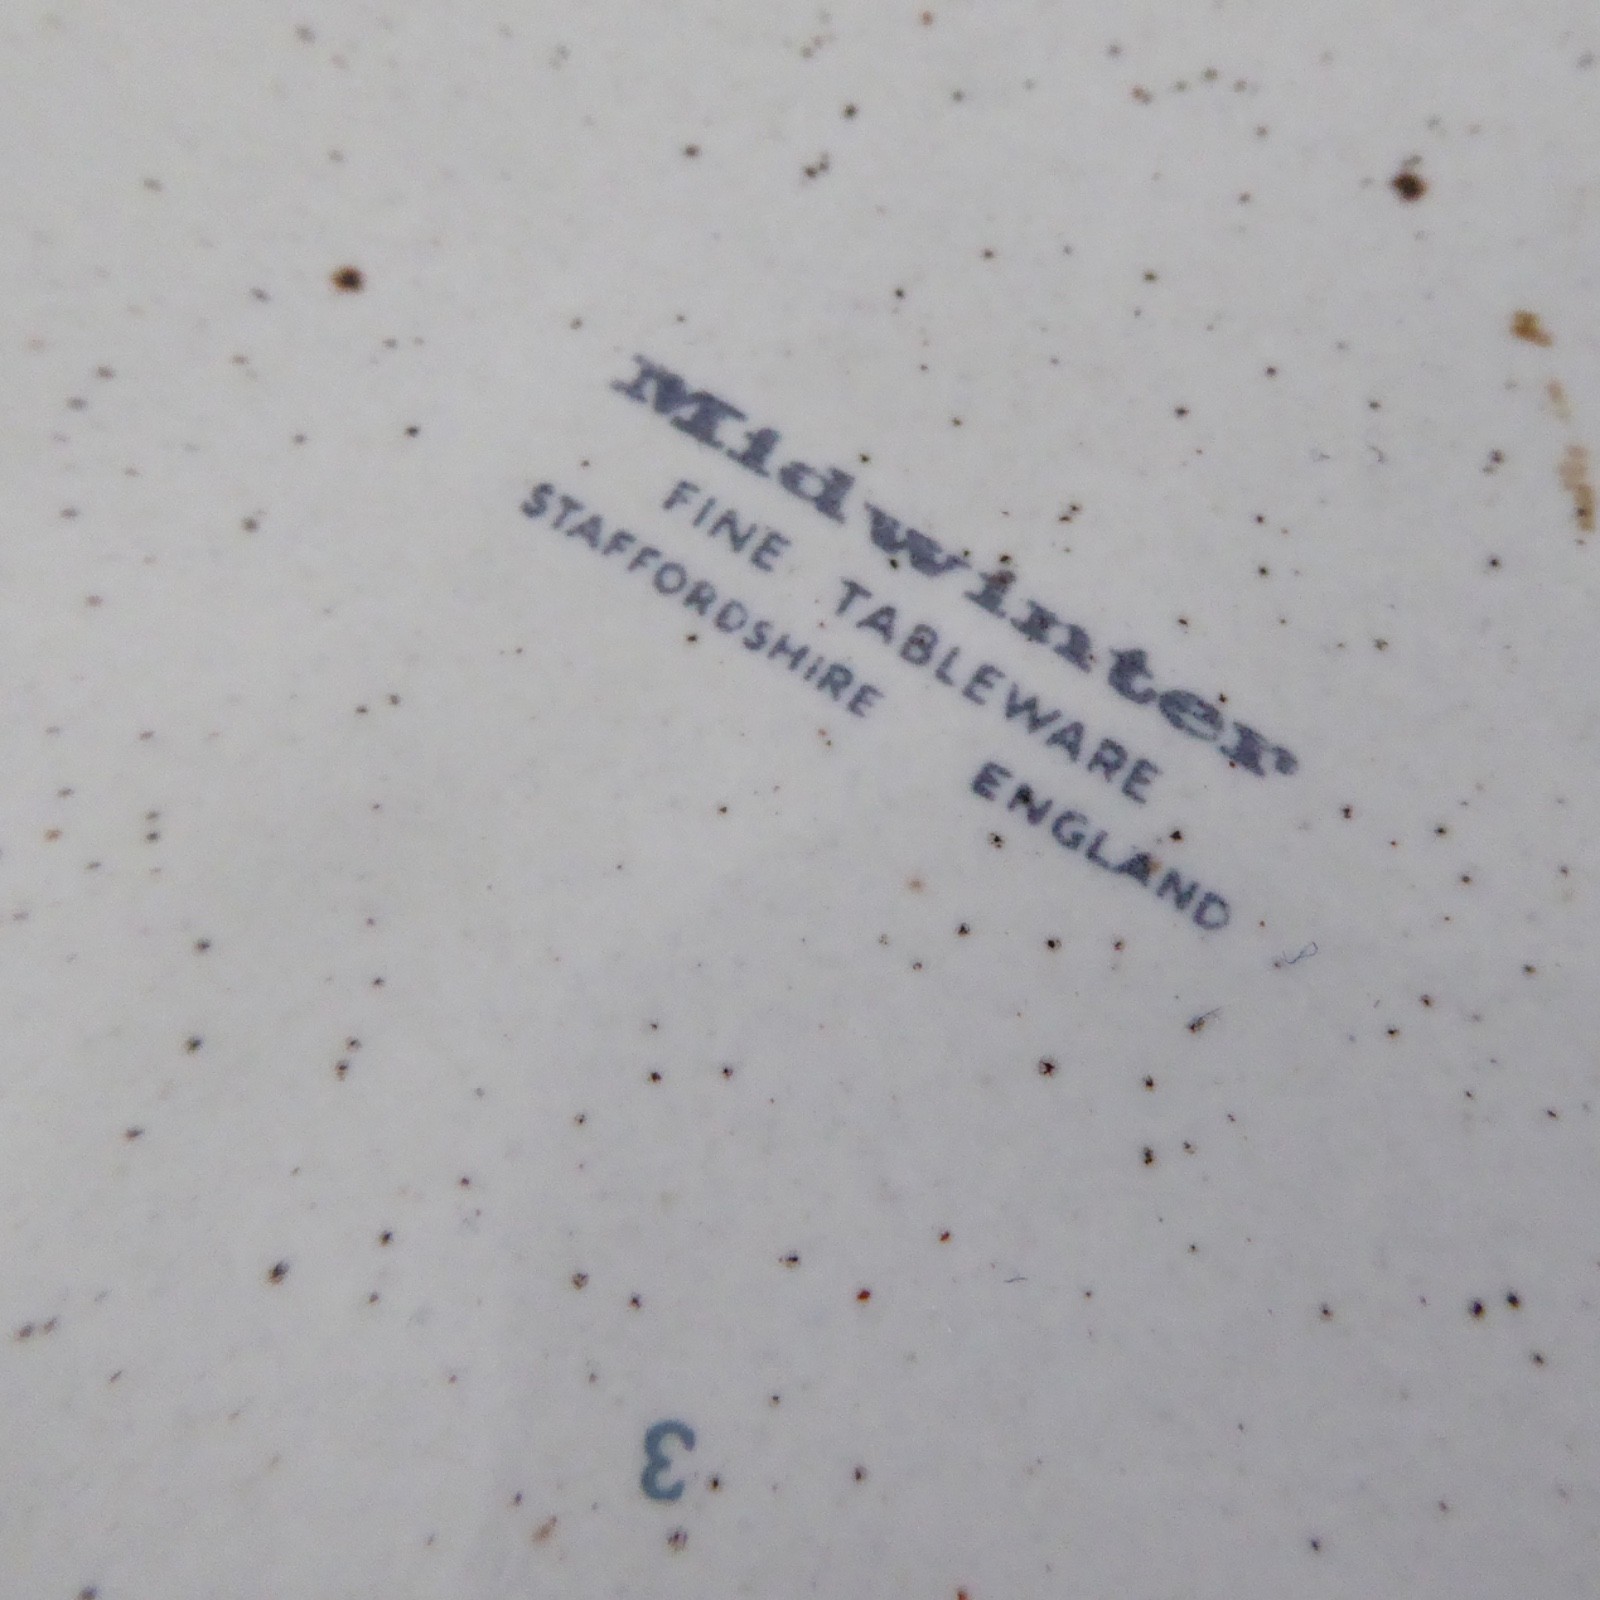 Midwinter
FINE TABLEWARE
STAFFORDSHIRE ENGLAND
3